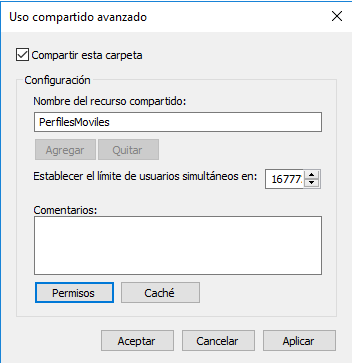 Uso compartido avanzado
Compartir esta carpeta
Configuración
Nombre del recurso compartido:
PerfilesMoviles
Agregar Quitar
Establecer el límite de usuarios simultáneos en: 16777
Comentarios:
Permisos Caché
Aceptar Cancelar Aplicar